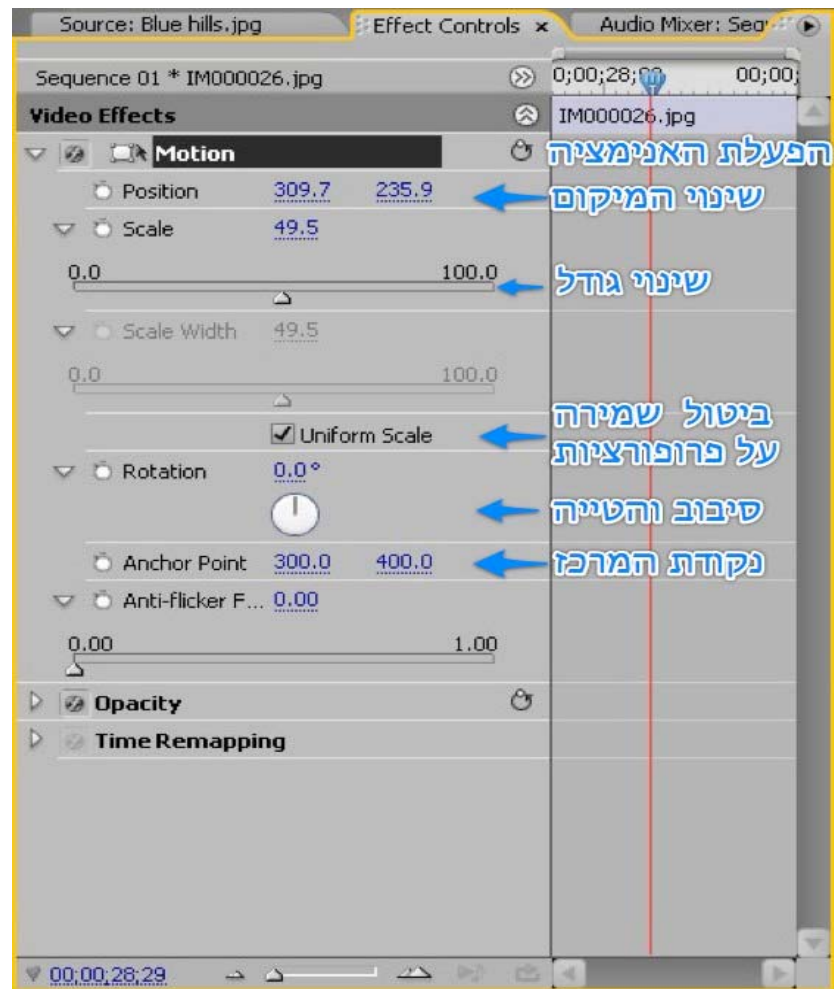 Source: Blue hills.jpg
Effect Controls ×
Audio Mixer: Seq
Sequence 01 * IM000026.jpg
0;00;28;
00;00;
Video Effects
IM000026.jpg
Motion
הפעלת האנימציה
Position 309.7 235.9
שינוי המיקום
Scale 49.5
0.0 100.0
שינוי גודל
Scale Width 49.5
0.0 100.0
Uniform Scale
ביטול שמירה
על פרופורציות
Rotation 0.0°
סיבוב והטייה
Anchor Point 300.0 400.0
נקודת המרכז
Anti-flicker F... 0.00
0.00 1.00
Opacity
Time Remapping
00;00;28;29